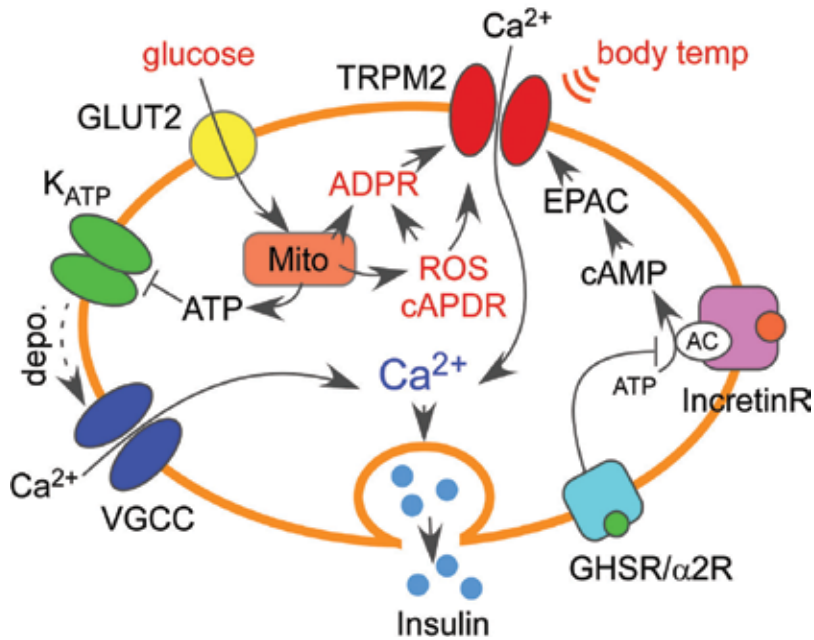 Ca²⁺
glucose
body temp
TRPM2
GLUT2
K_ATP
ADPR
EPAC
Mito
ROS
cAPDR
cAMP
ATP
AC
depo.
Ca²⁺
ATP
IncretinR
Ca²⁺
VGCC
GHSR/α2R
Insulin